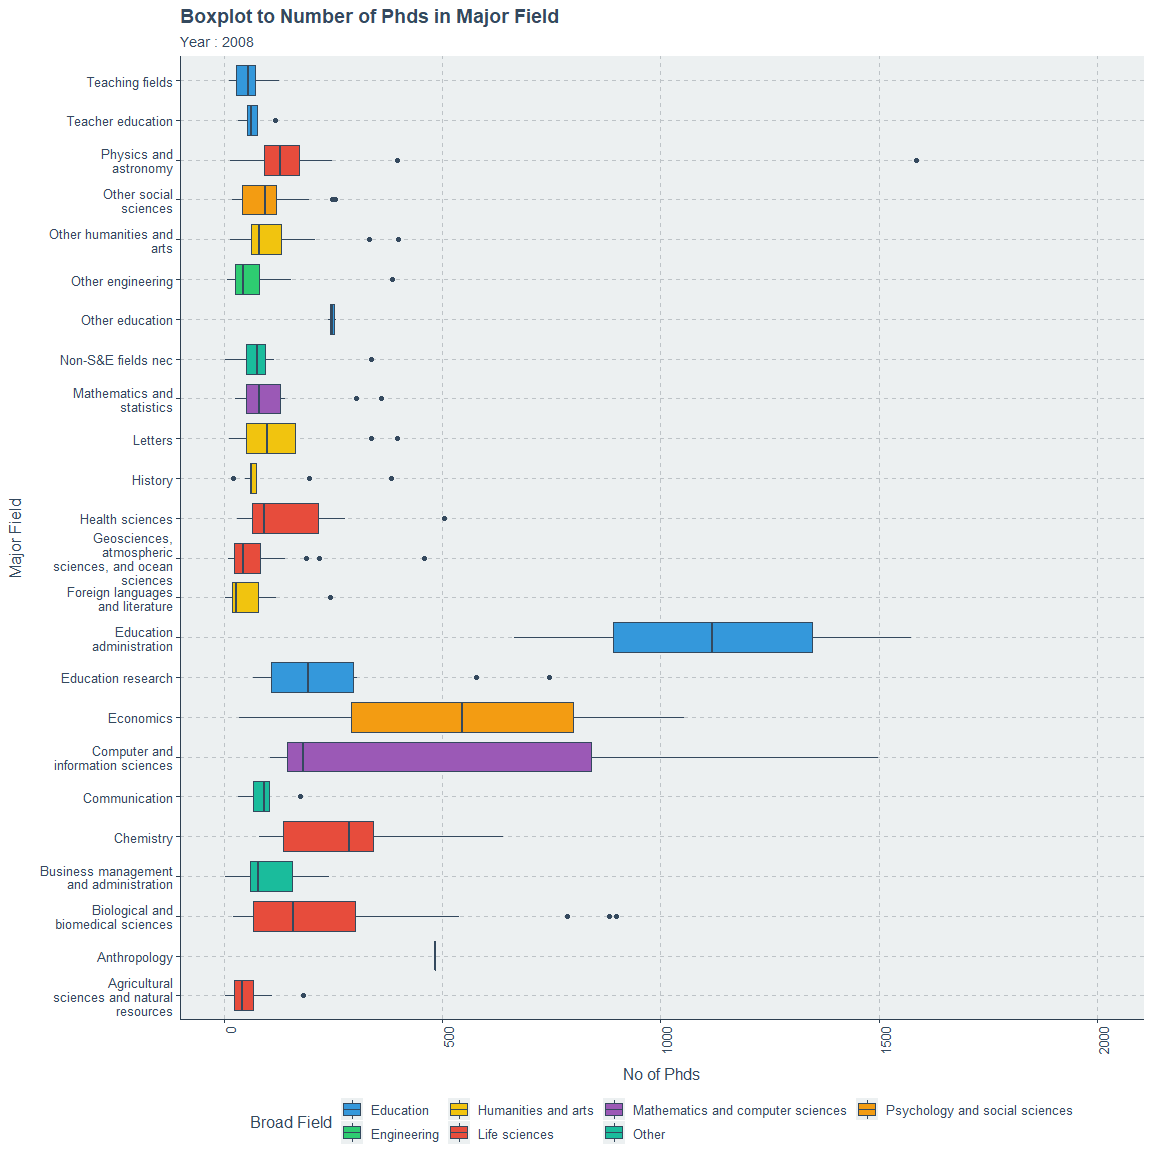 Boxplot to Number of Phds in Major Field
Year : 2008
Major Field
Teaching fields
Teacher education
Physics and
astronomy
Other social
sciences
Other humanities and
arts
Other engineering
Other education
Non-S&E fields nec
Mathematics and
statistics
Letters
History
Health sciences
Geosciences,
atmospheric
sciences, and ocean
sciences
Foreign languages
and literature
Education
administration
Education research
Economics
Computer and
information sciences
Communication
Chemistry
Business management
and administration
Biological and
biomedical sciences
Anthropology
Agricultural
sciences and natural
resources
0 500 1000 1500 2000
No of Phds
Broad Field
Education Humanities and arts Mathematics and computer sciences Psychology and social sciences
Engineering Life sciences Other